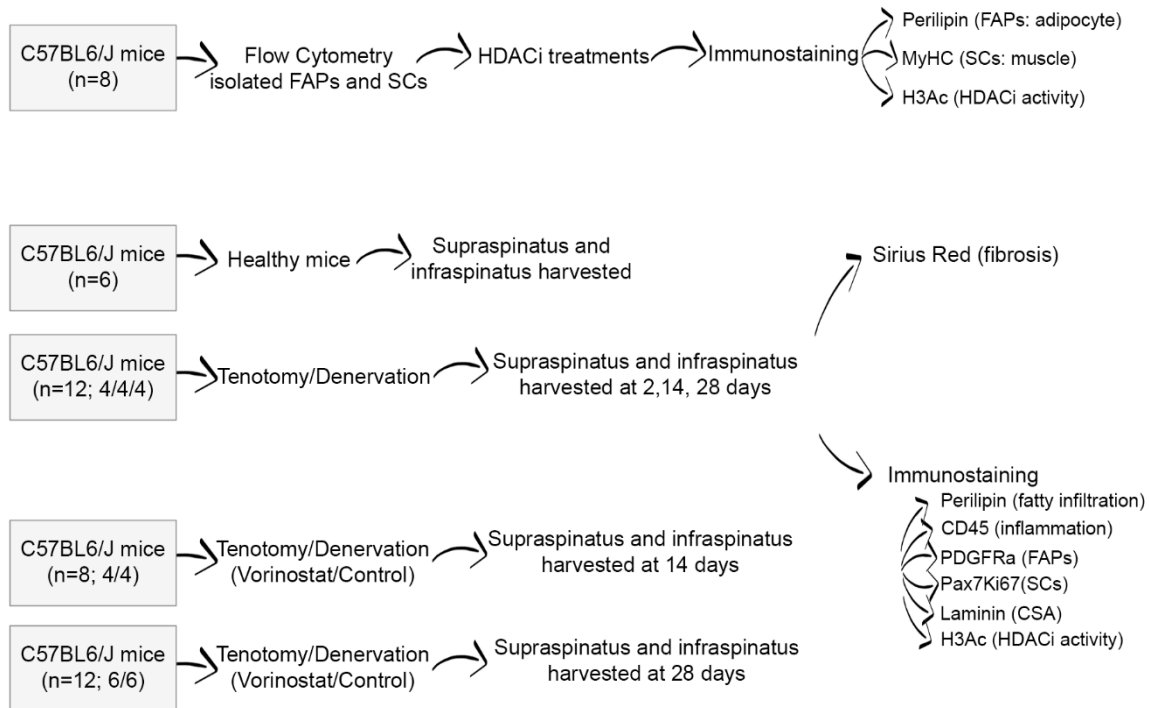 C57BL6/J mice
(n=8)
Flow Cytometry
isolated FAPs and SCs
HDACi treatments
Immunostaining
Perilipin (FAPs: adipocyte)
MyHC (SCs: muscle)
H3Ac (HDACi activity)
C57BL6/J mice
(n=6)
Healthy mice
Supraspinatus and
infraspinatus harvested
C57BL6/J mice
(n=12; 4/4/4)
Tenotomy/Denervation
Supraspinatus and infraspinatus
harvested at 2,14, 28 days
Sirius Red (fibrosis)
Immunostaining
Perilipin (fatty infiltration)
CD45 (inflammation)
PDGFRa (FAPs)
Pax7Ki67(SCs)
Laminin (CSA)
H3Ac (HDACi activity)
C57BL6/J mice
(n=8; 4/4)
Tenotomy/Denervation
(Vorinostat/Control)
Supraspinatus and infraspinatus
harvested at 14 days
C57BL6/J mice
(n=12; 6/6)
Tenotomy/Denervation
(Vorinostat/Control)
Supraspinatus and infraspinatus
harvested at 28 days